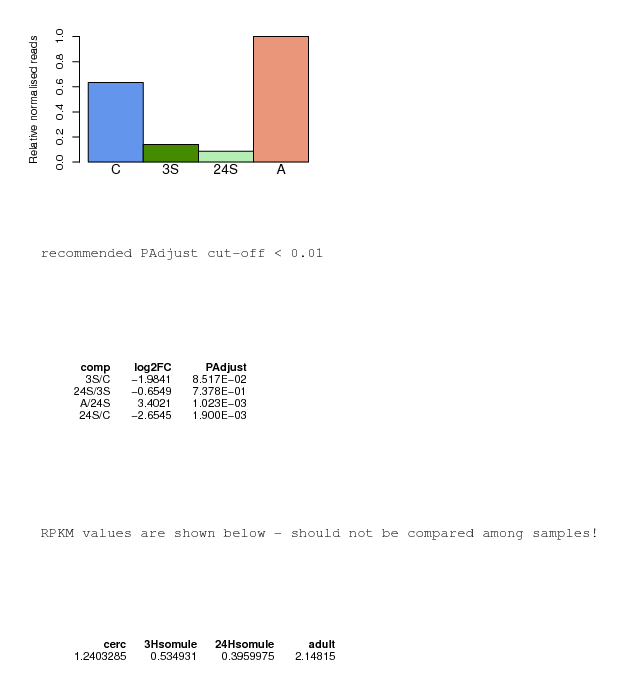 Relative normalised reads
1.0
0.8
0.6
0.4
0.2
0.0
C 3S 24S A
recommended PAdjust cut-off < 0.01
comp log2FC PAdjust
3S/C −1.9841 8.517E−02
24S/3S −0.6549 7.378E−01
A/24S 3.4021 1.023E−03
24S/C −2.6545 1.900E−03
RPKM values are shown below - should not be compared among samples!
cerc 3Hsomule 24Hsomule adult
1.2403285 0.534931 0.3959975 2.14815